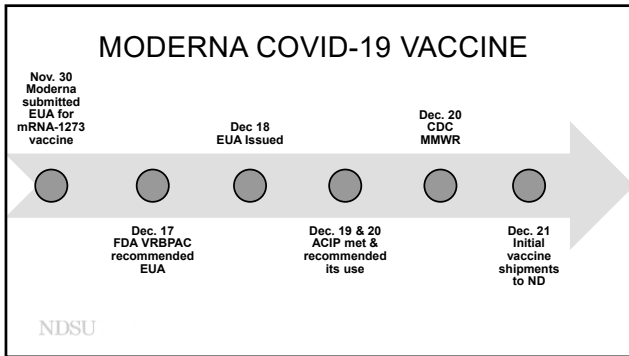 MODERNA COVID-19 VACCINE
Nov. 30
Moderna
submitted
EUA for
mRNA-1273
vaccine
Dec. 17
FDA VRBPAC
recommended
EUA
Dec 18
EUA Issued
Dec. 19 & 20
ACIP met &
recommended
its use
Dec. 20
CDC
MMWR
Dec. 21
Initial
vaccine
shipments
to ND
NDSU